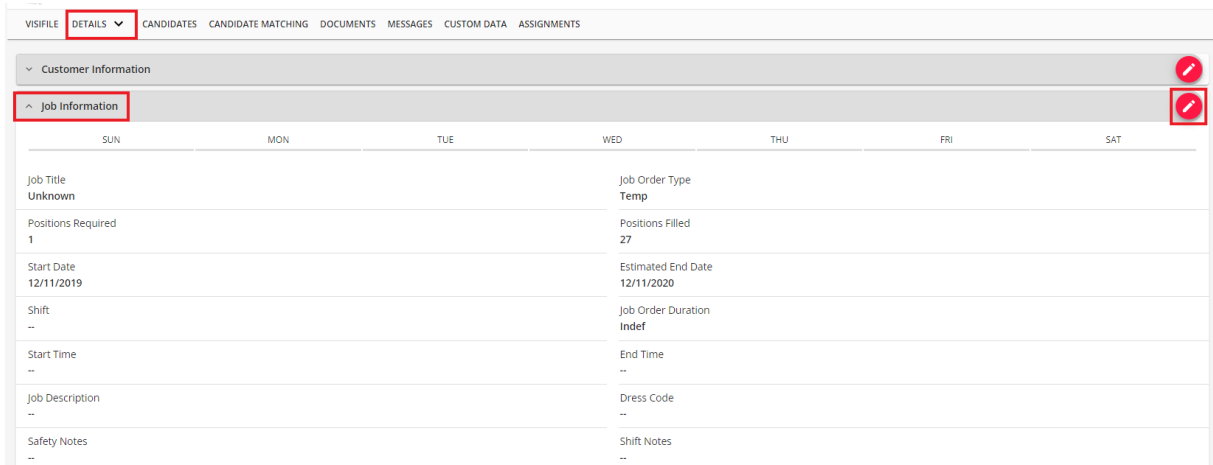 VISIFILE DETAILS CANDIDATES CANDIDATE MATCHING DOCUMENTS MESSAGES CUSTOM DATA ASSIGNMENTS
Customer Information
Job Information
SUN MON TUE WED THU FRI SAT
Job Title Job Order Type
Unknown Temp
Positions Required Positions Filled
1 27
Start Date Estimated End Date
12/11/2019 12/11/2020
Shift Job Order Duration
-- Indef
Start Time End Time
-- --
Job Description Dress Code
-- --
Safety Notes Shift Notes
-- --